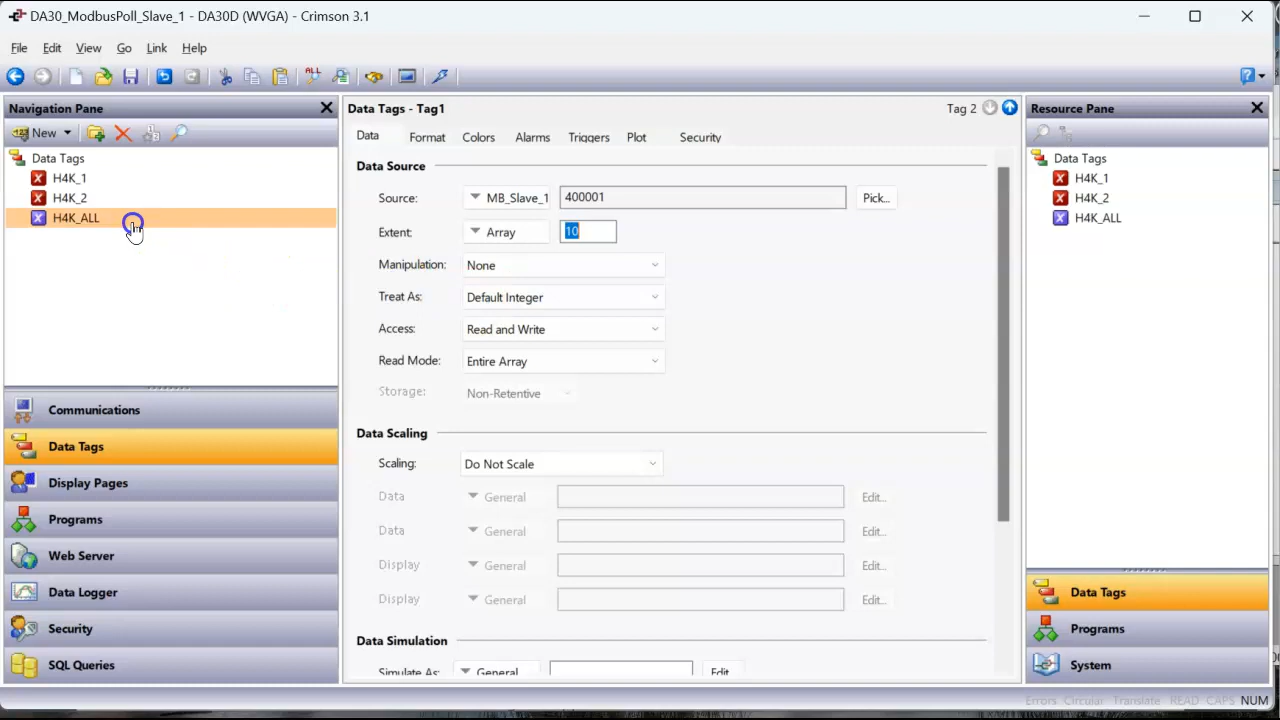 DA30_ModbusPoll_Slave_1 - DA30D (WVGA) - Crimson 3.1
File Edit View Go Link Help
Navigation Pane
New
Data Tags
H4K_1
H4K_2
H4K_ALL
Communications
Data Tags
Display Pages
Programs
Web Server
Data Logger
Security
SQL Queries
Data Tags - Tag1
Tag 2
Data Format Colors Alarms Triggers Plot Security
Data Source
Source: MB_Slave_1 400001 Pick...
Extent: Array 10
Manipulation: None
Treat As: Default Integer
Access: Read and Write
Read Mode: Entire Array
Storage: Non-Retentive
Data Scaling
Scaling: Do Not Scale
Data General Edit...
Data General Edit...
Display General Edit...
Display General Edit...
Data Simulation
Simulate As: General Edit
Resource Pane
Data Tags
H4K_1
H4K_2
H4K_ALL
Data Tags
Programs
System
Errors Circular Translate READ CAPS NUM